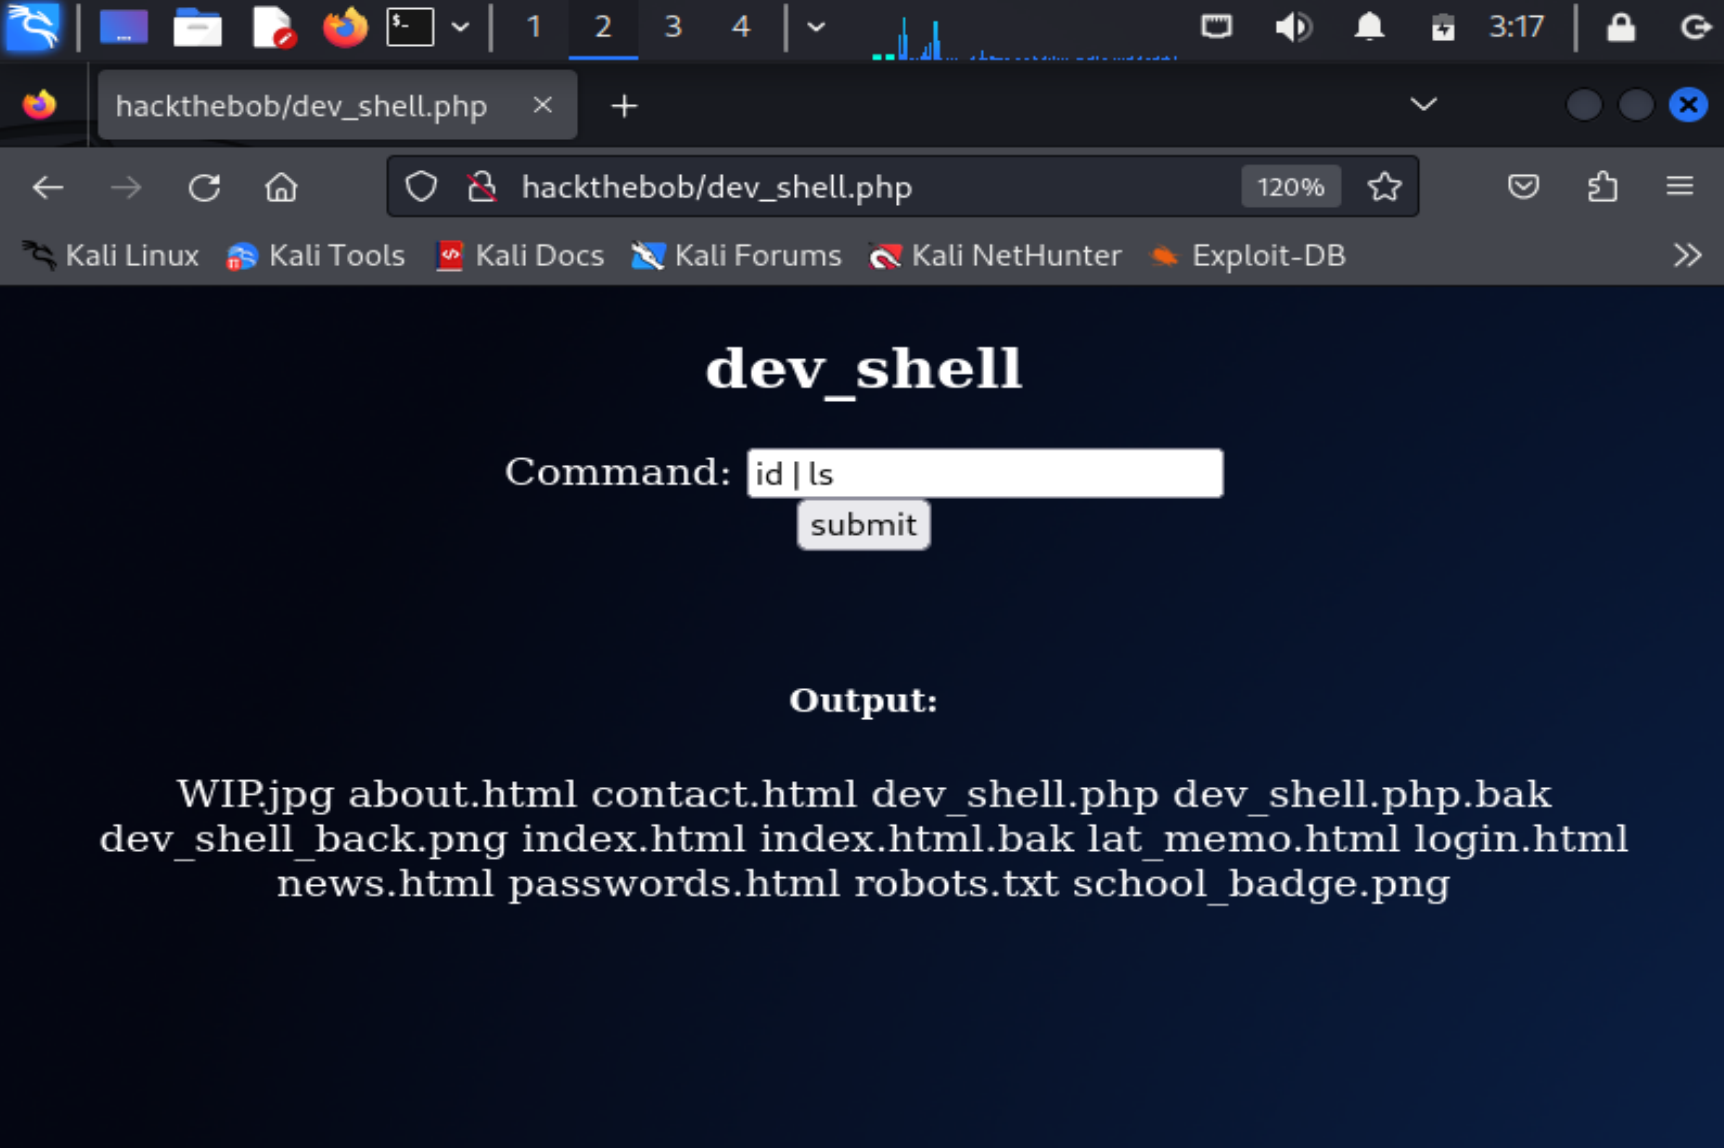 1 2 3 4 3:17
hackthebob/dev_shell.php
hackthebob/dev_shell.php 120%
Kali Linux Kali Tools Kali Docs Kali Forums Kali NetHunter Exploit-DB
dev_shell
Command: id | ls
submit
Output:
WIP.jpg about.html contact.html dev_shell.php dev_shell.php.bak
dev_shell_back.png index.html index.html.bak lat_memo.html login.html
news.html passwords.html robots.txt school_badge.png